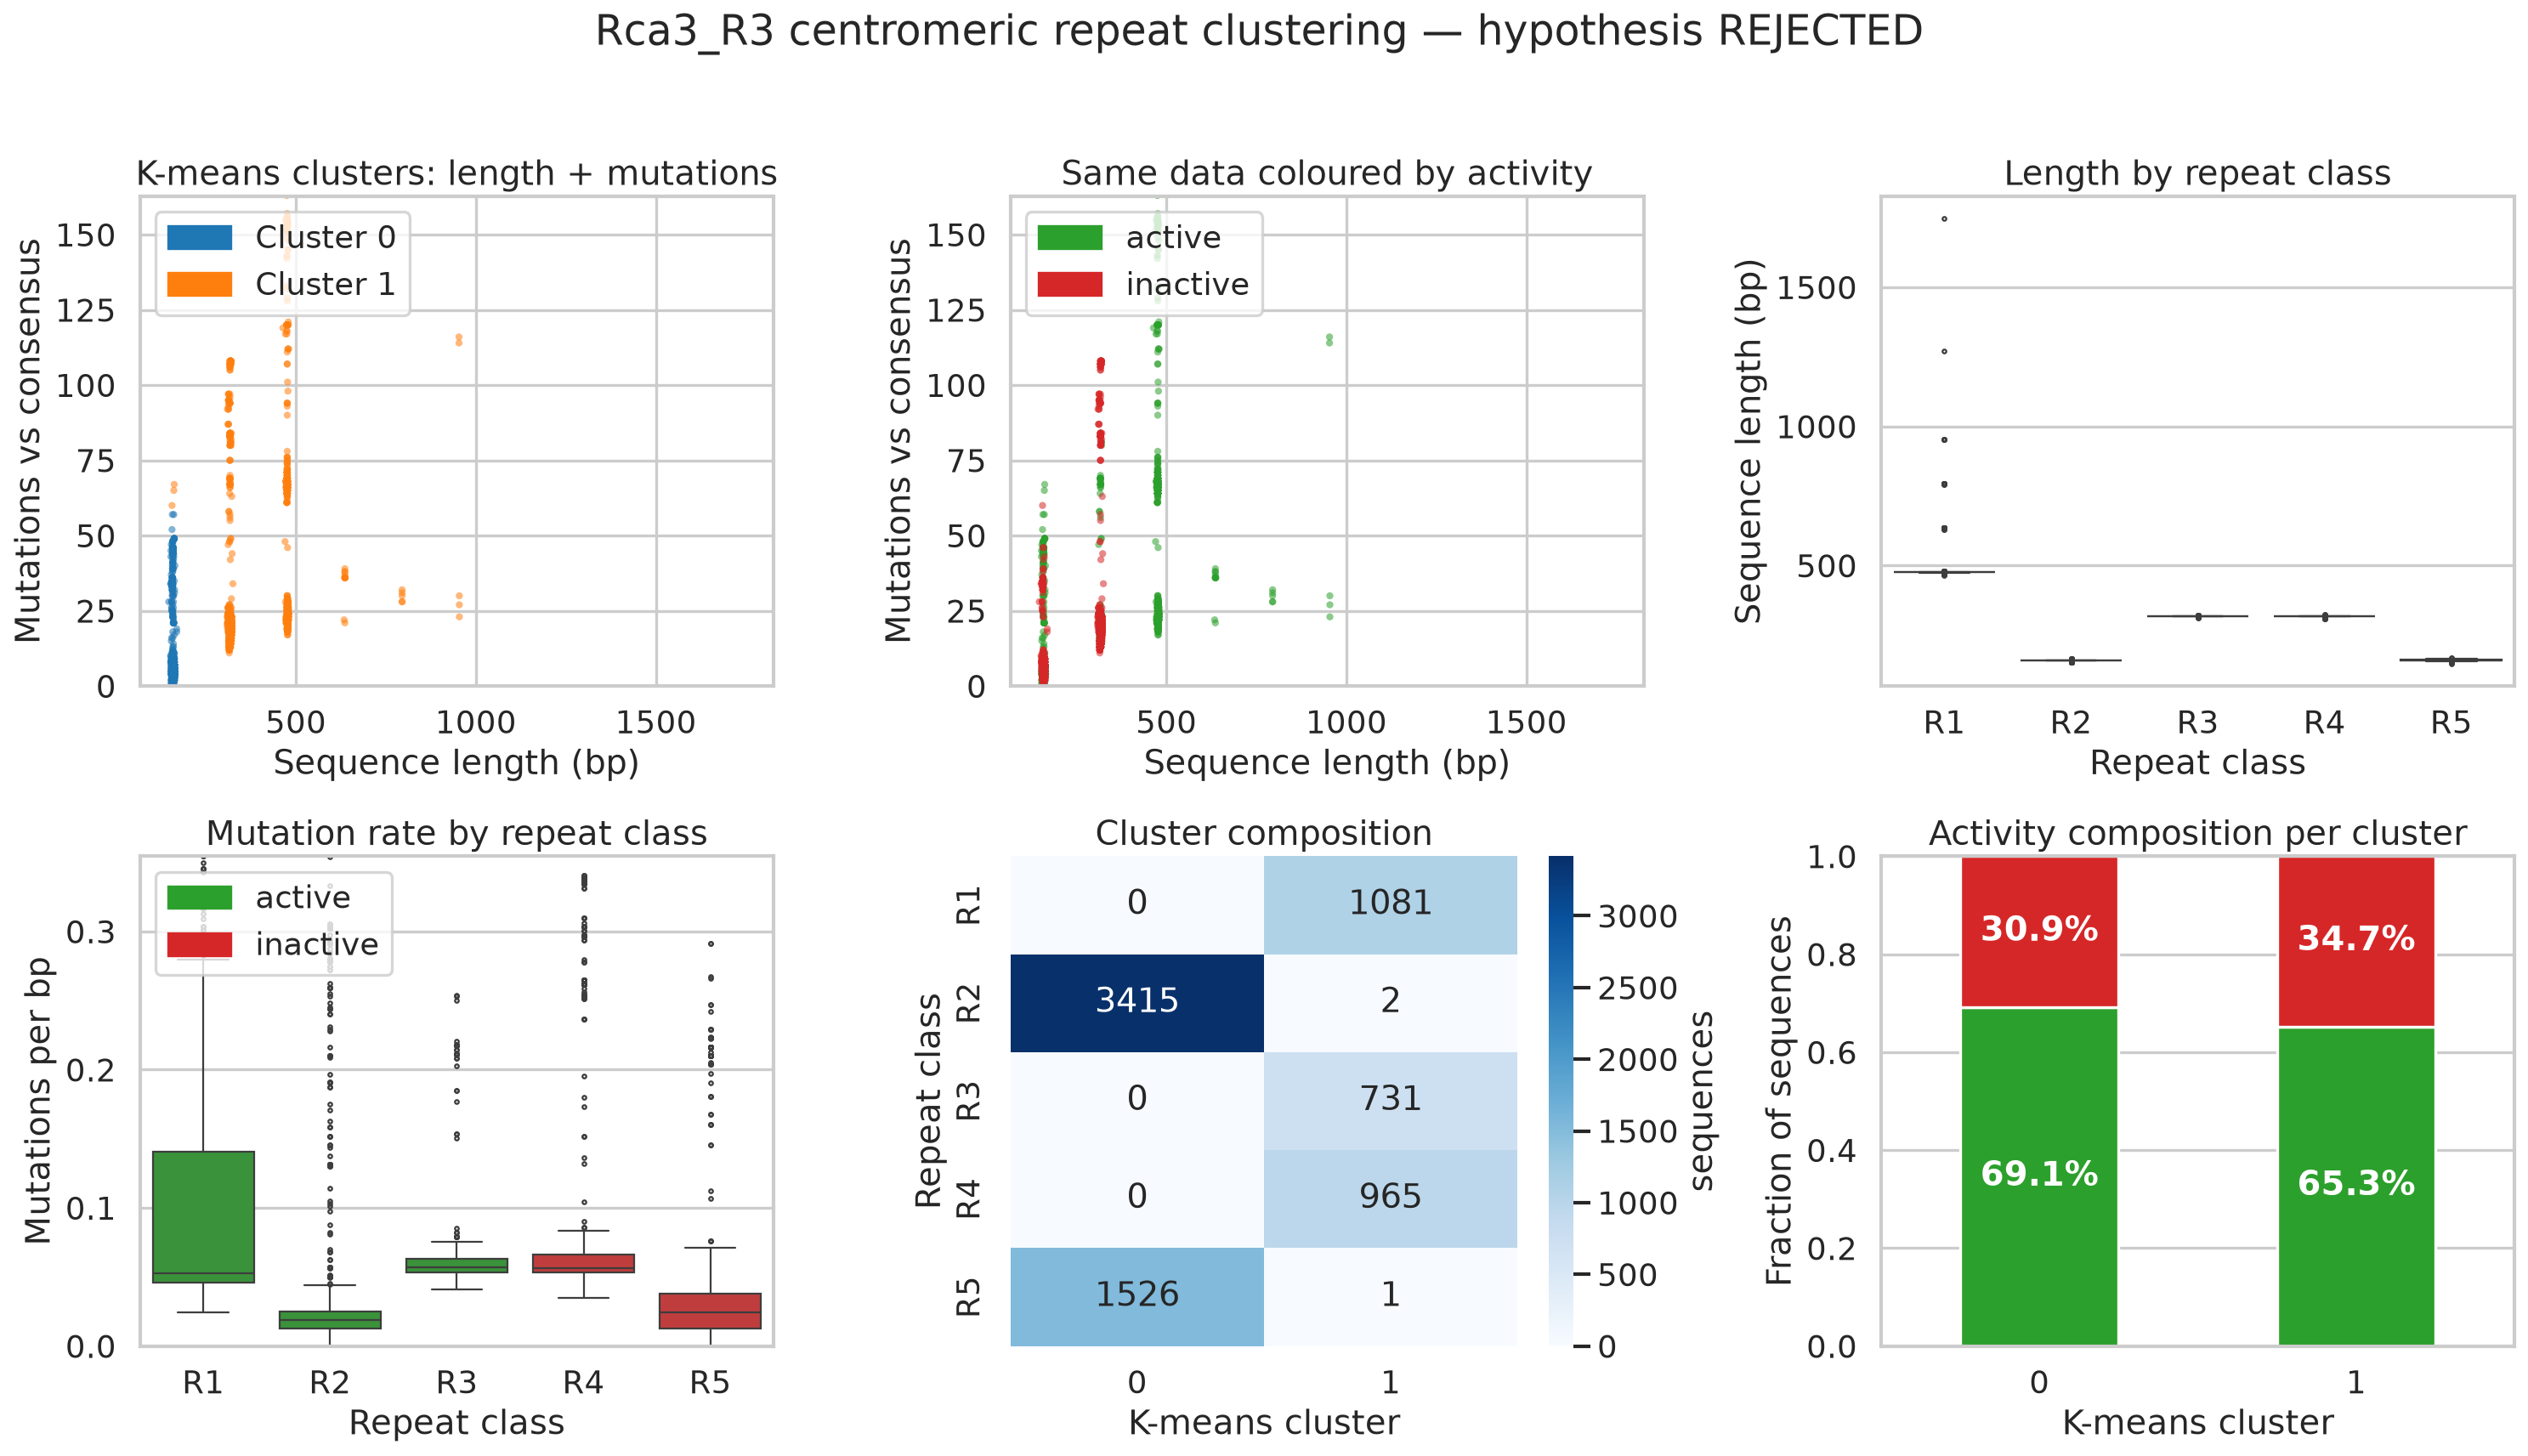 Rca3_R3 centromeric repeat clustering — hypothesis REJECTED
K-means clusters: length + mutations
Mutations vs consensus
150
125
100
75
50
25
0
Cluster 0
Cluster 1
500 1000 1500
Sequence length (bp)
Same data coloured by activity
Mutations vs consensus
150
125
100
75
50
25
0
active
inactive
500 1000 1500
Sequence length (bp)
Length by repeat class
Sequence length (bp)
1500
1000
500
R1 R2 R3 R4 R5
Repeat class
Mutation rate by repeat class
Mutations per bp
0.3
0.2
0.1
0.0
active
inactive
R1 R2 R3 R4 R5
Repeat class
Cluster composition
Repeat class
R1 0 1081
R2 3415 2
R3 0 731
R4 0 965
R5 1526 1
0 1
K-means cluster
3000
2500
2000
1500
1000
500
0
sequences
Activity composition per cluster
Fraction of sequences
1.0
0.8
0.6
0.4
0.2
0.0
30.9% 34.7%
69.1% 65.3%
0 1
K-means cluster